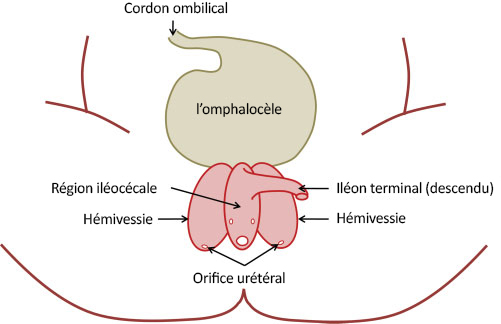 Cordon ombilical
l'omphalocèle
Région iléocécale
Iléon terminal (descendu)
Hémivessie
Hémivessie
Orifice urétéral